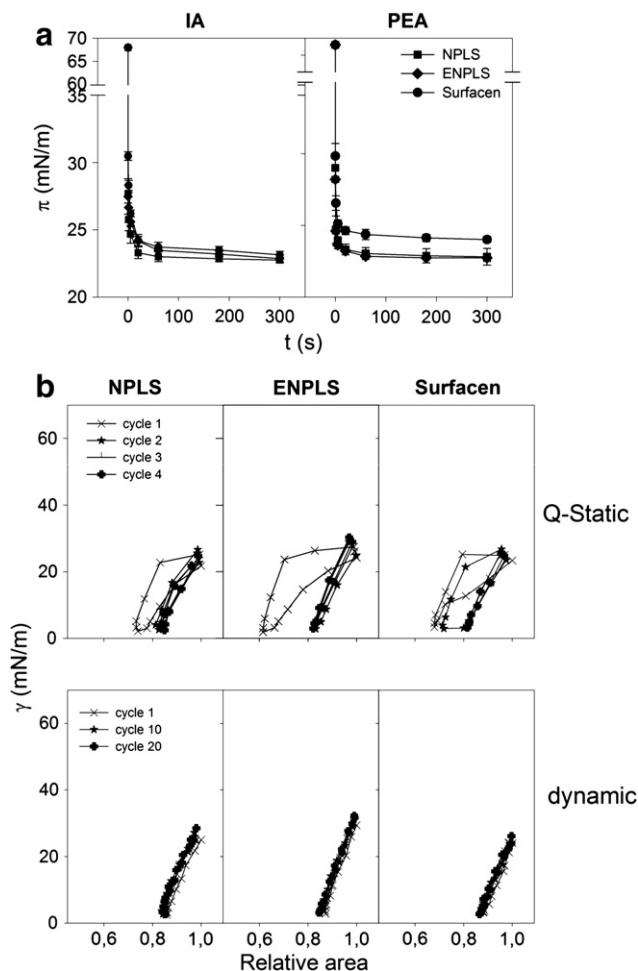 a
IA PEA
NPLS
ENPLS
Surfacen
70
68
66
35
30
25
20
π (mN/m)
0 100 200 300 0 100 200 300
t (s)
b
NPLS ENPLS Surfacen
cycle 1
cycle 2
cycle 3
cycle 4
60
40
20
0
Q-Static
γ (mN/m)
cycle 1
cycle 10
cycle 20
60
40
20
0
dynamic
0,6 0,8 1,0 0,6 0,8 1,0 0,6 0,8 1,0
Relative area